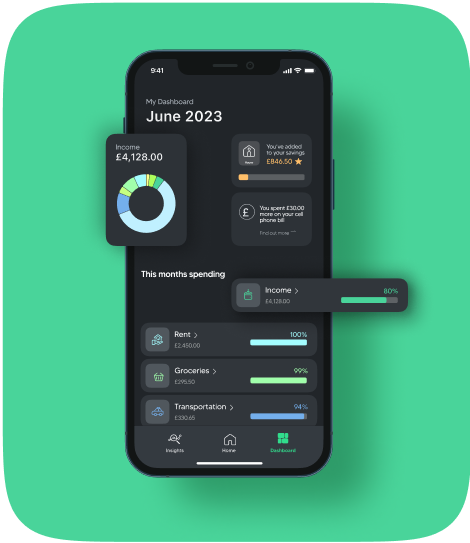 9:41
My Dashboard
June 2023
Income
£4,128.00
Home
You've added
to your savings
£846.50
£
You spent £30.00
more on your cell
phone bill
Find out more
This months spending
Income
£4,128.00
80%
Rent
£2,450.00
100%
Groceries
£295.50
99%
Transportation
£330.65
94%
Insights
Home
Dashboard